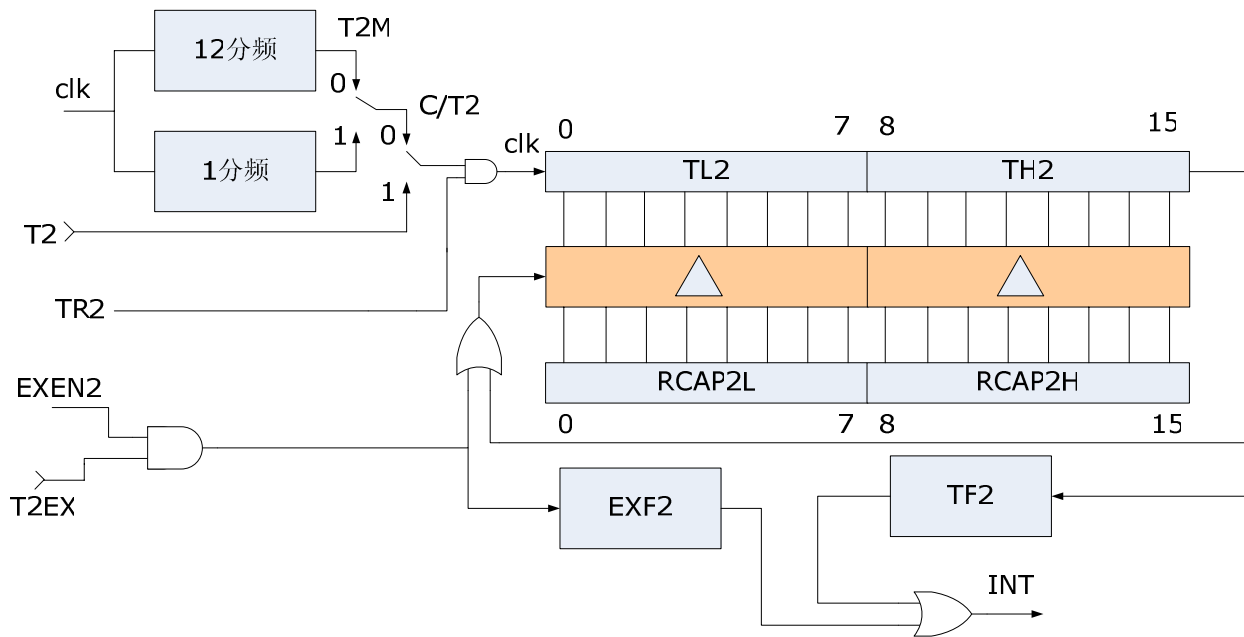 T2M
12分频
0
clk
C/T2
1
0
1分频
1
clk
0
7
8
15
TL2
TH2
T2
TR2
RCAP2L
RCAP2H
0
7
8
15
EXEN2
T2EX
EXF2
TF2
INT